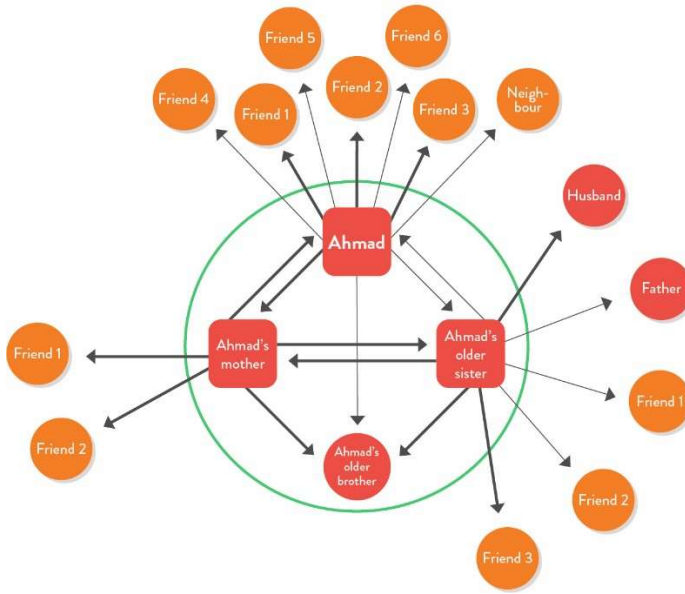 Friend 5
Friend 6
Friend 4
Friend 1
Friend 2
Friend 3
Neigh-
bour
Husband
Ahmad
Father
Ahmad's
mother
Ahmad's
older
sister
Friend 1
Friend 2
Friend 1
Ahmad's
older
brother
Friend 2
Friend 3